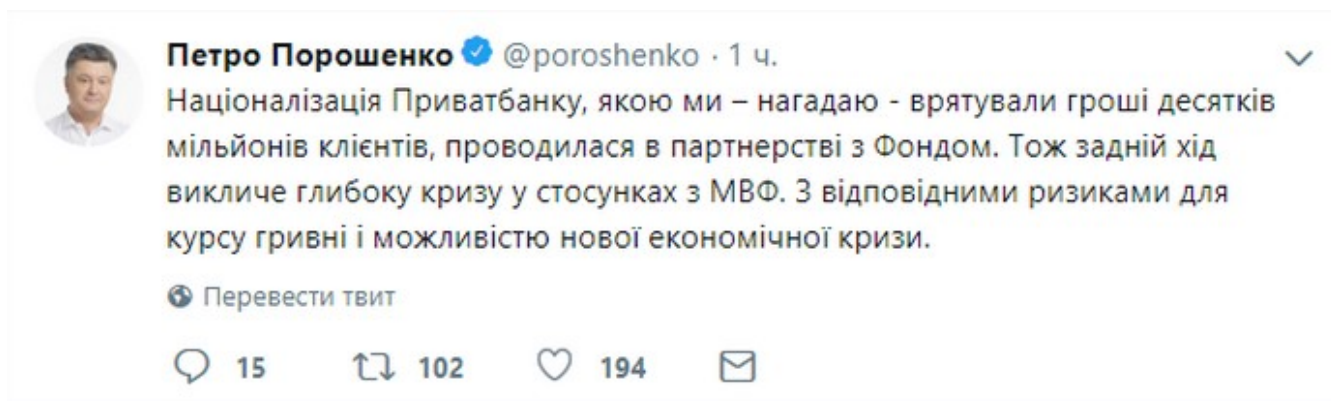 Петро Порошенко @poroshenko · 1 ч.
Націоналізація Приватбанку, якою ми – нагадаю - врятували гроші десятків
мільйонів клієнтів, проводилася в партнерстві з Фондом. Тож задній хід
викличе глибоку кризу у стосунках з МВФ. З відповідними ризиками для
курсу гривні і можливістю нової економічної кризи.
Перевести твит
15 102 194